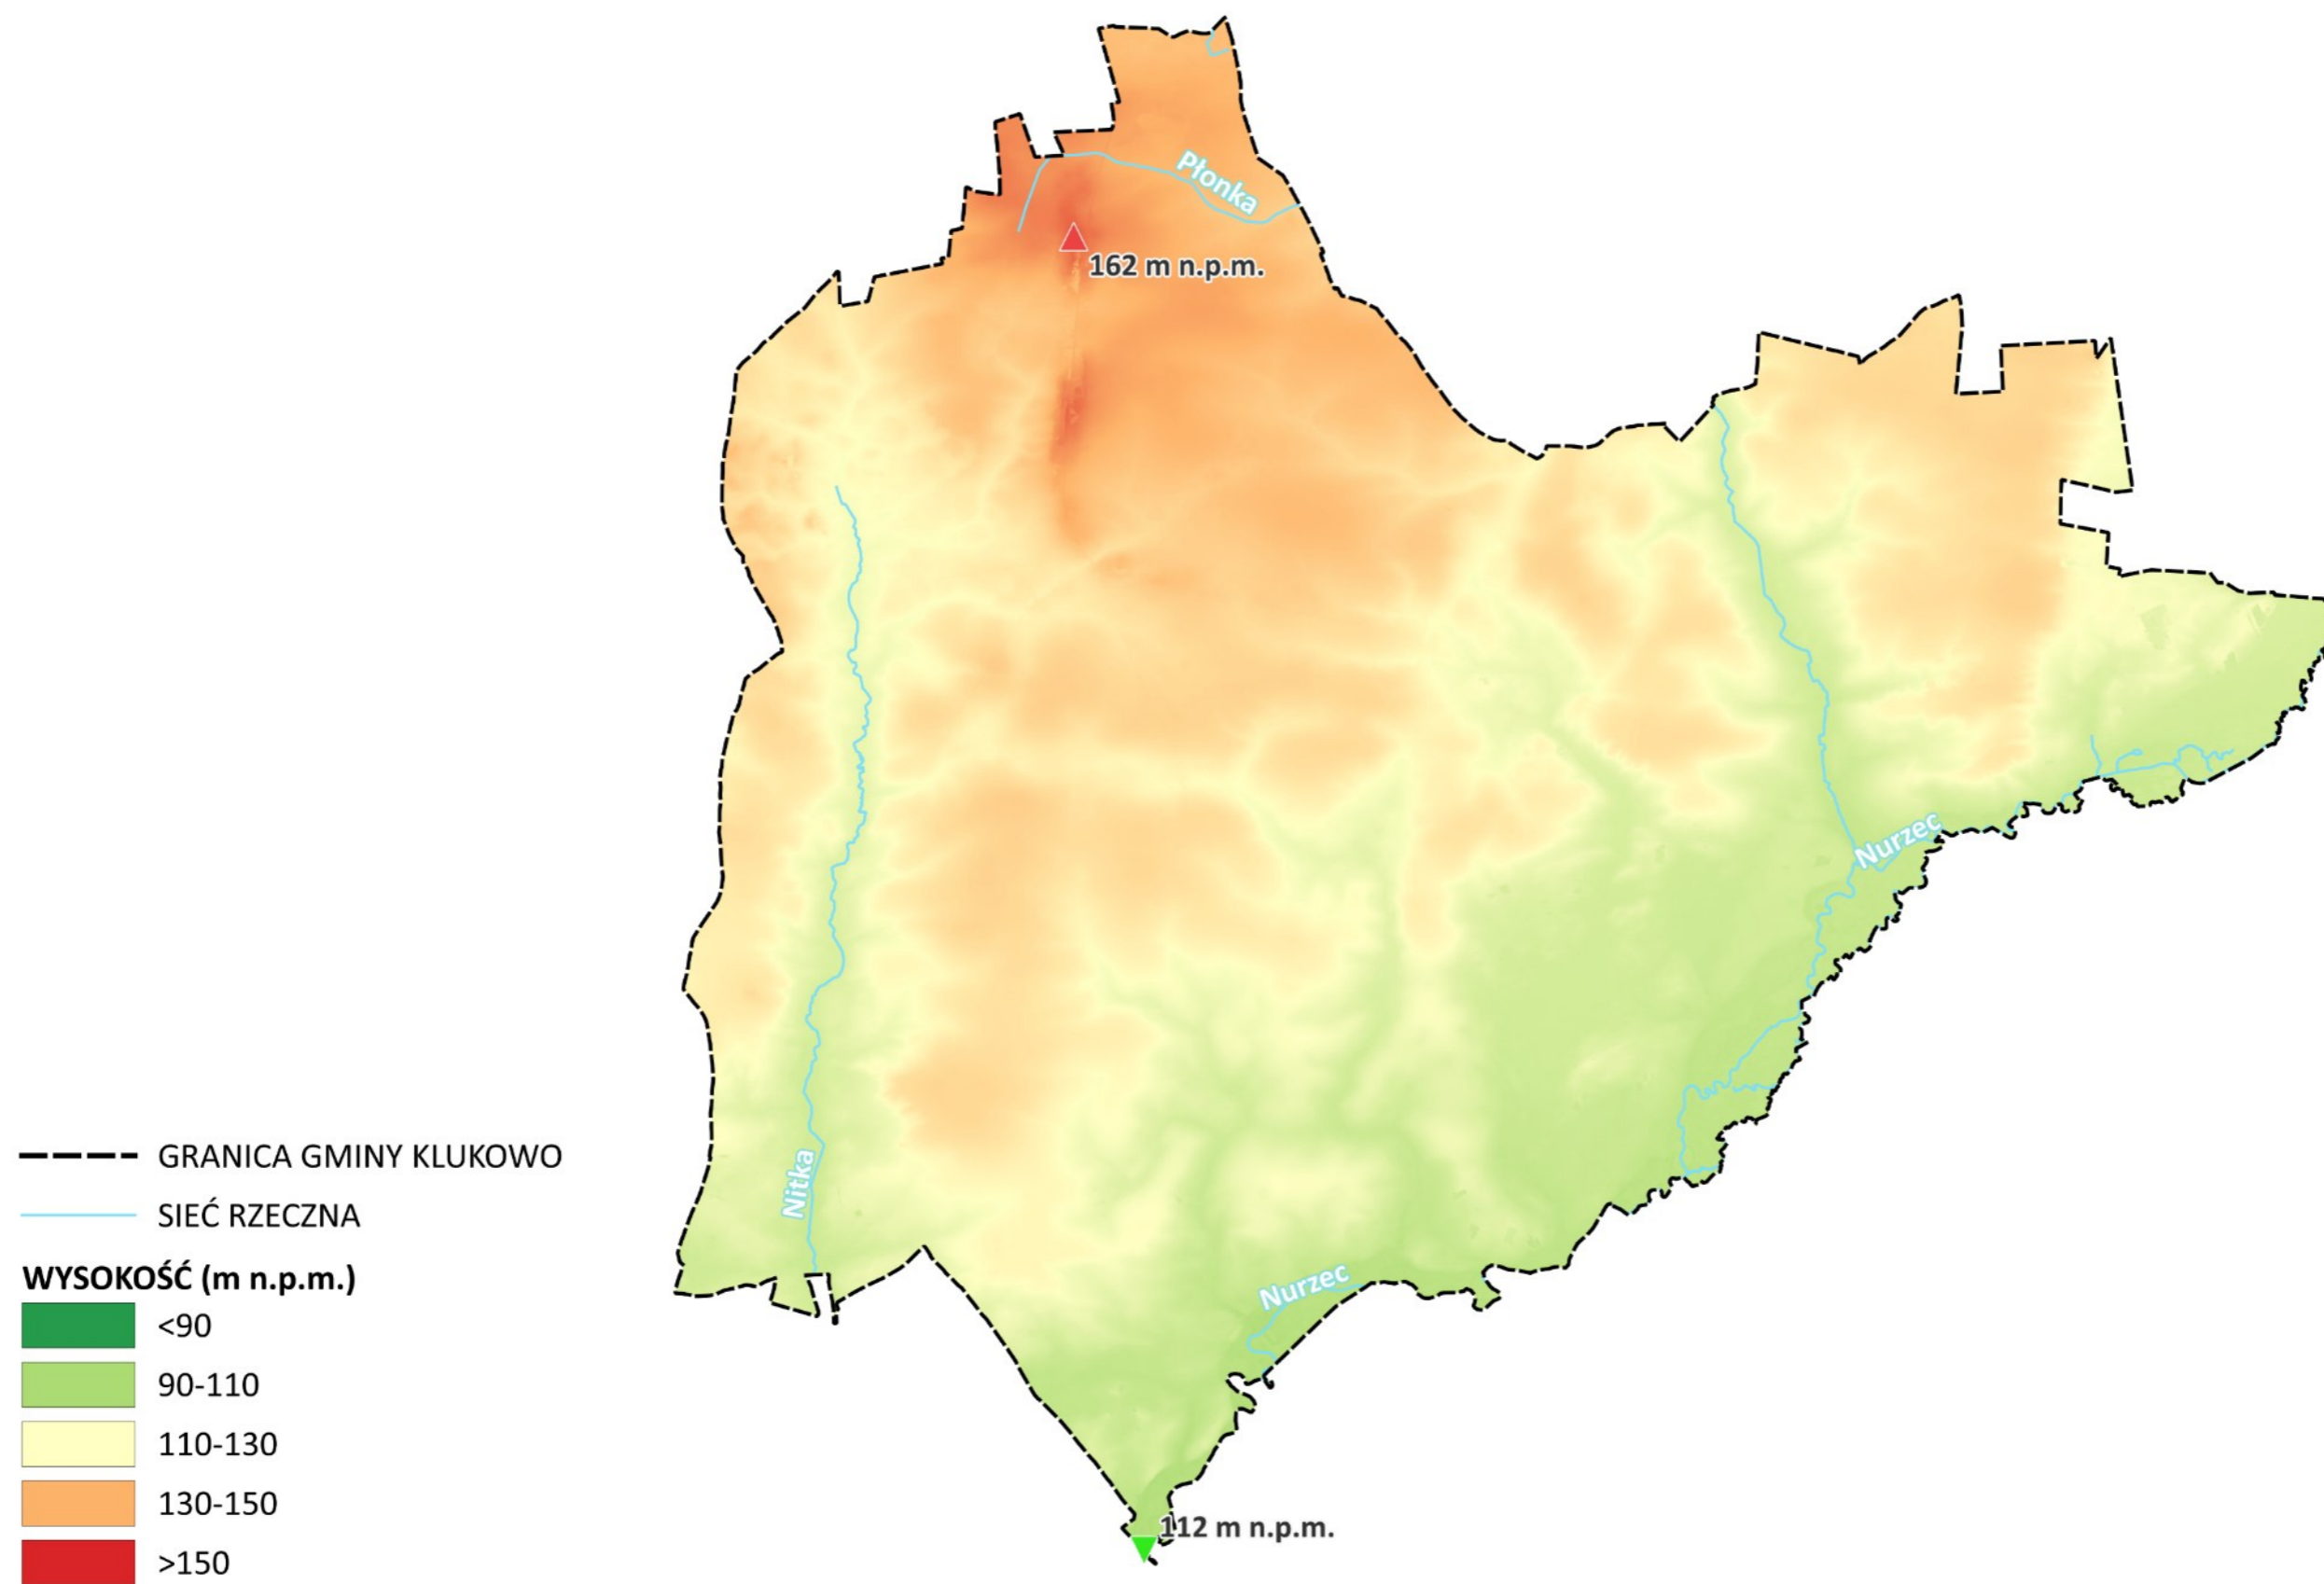 Płonka
162 m n.p.m.
Nurzec
Nitka
Nurzec
112 m n.p.m.
GRANICA GMINY KLUKOWO
SIEĆ RZECZNA
WYSOKOŚĆ (m n.p.m.)
<90
90-110
110-130
130-150
>150